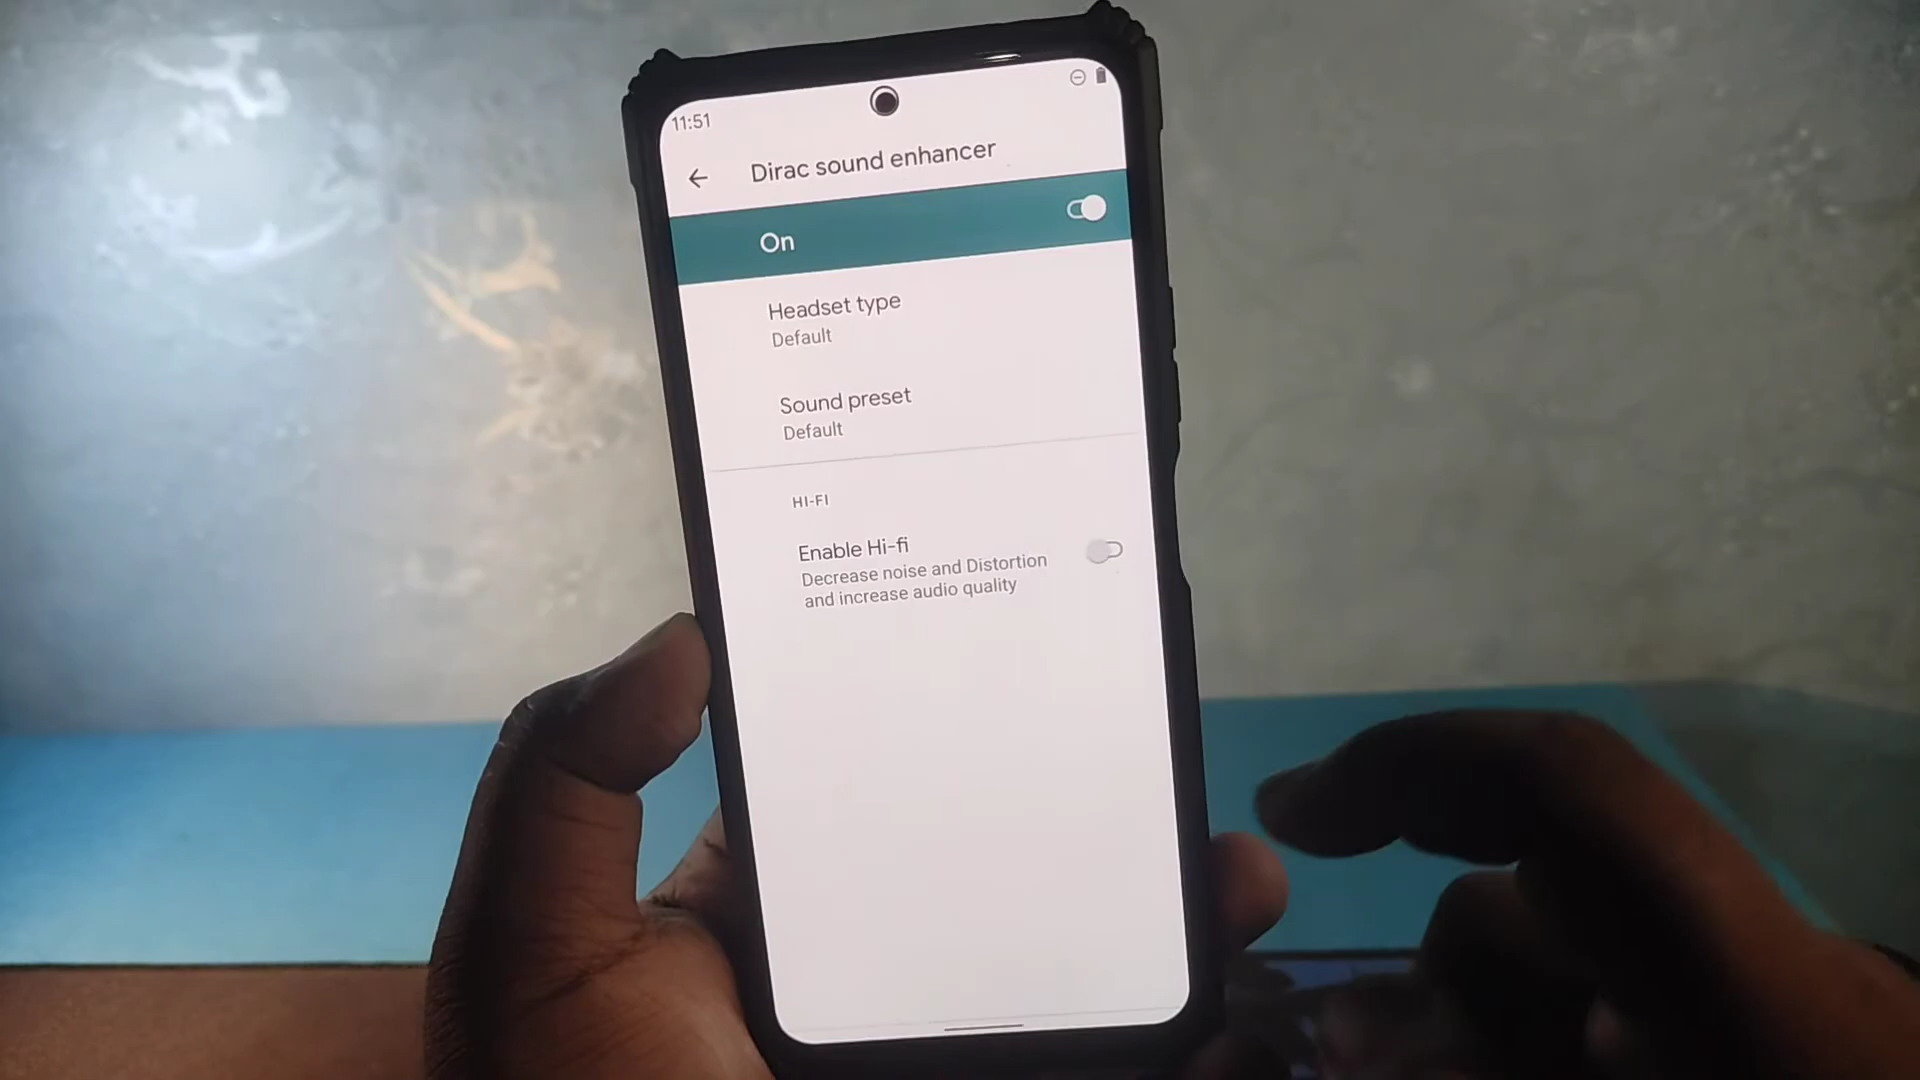 11:51
Dirac sound enhancer
On
Headset type
Default
Sound preset
Default
HI-FI
Enable Hi-fi
Decrease noise and Distortion
and increase audio quality